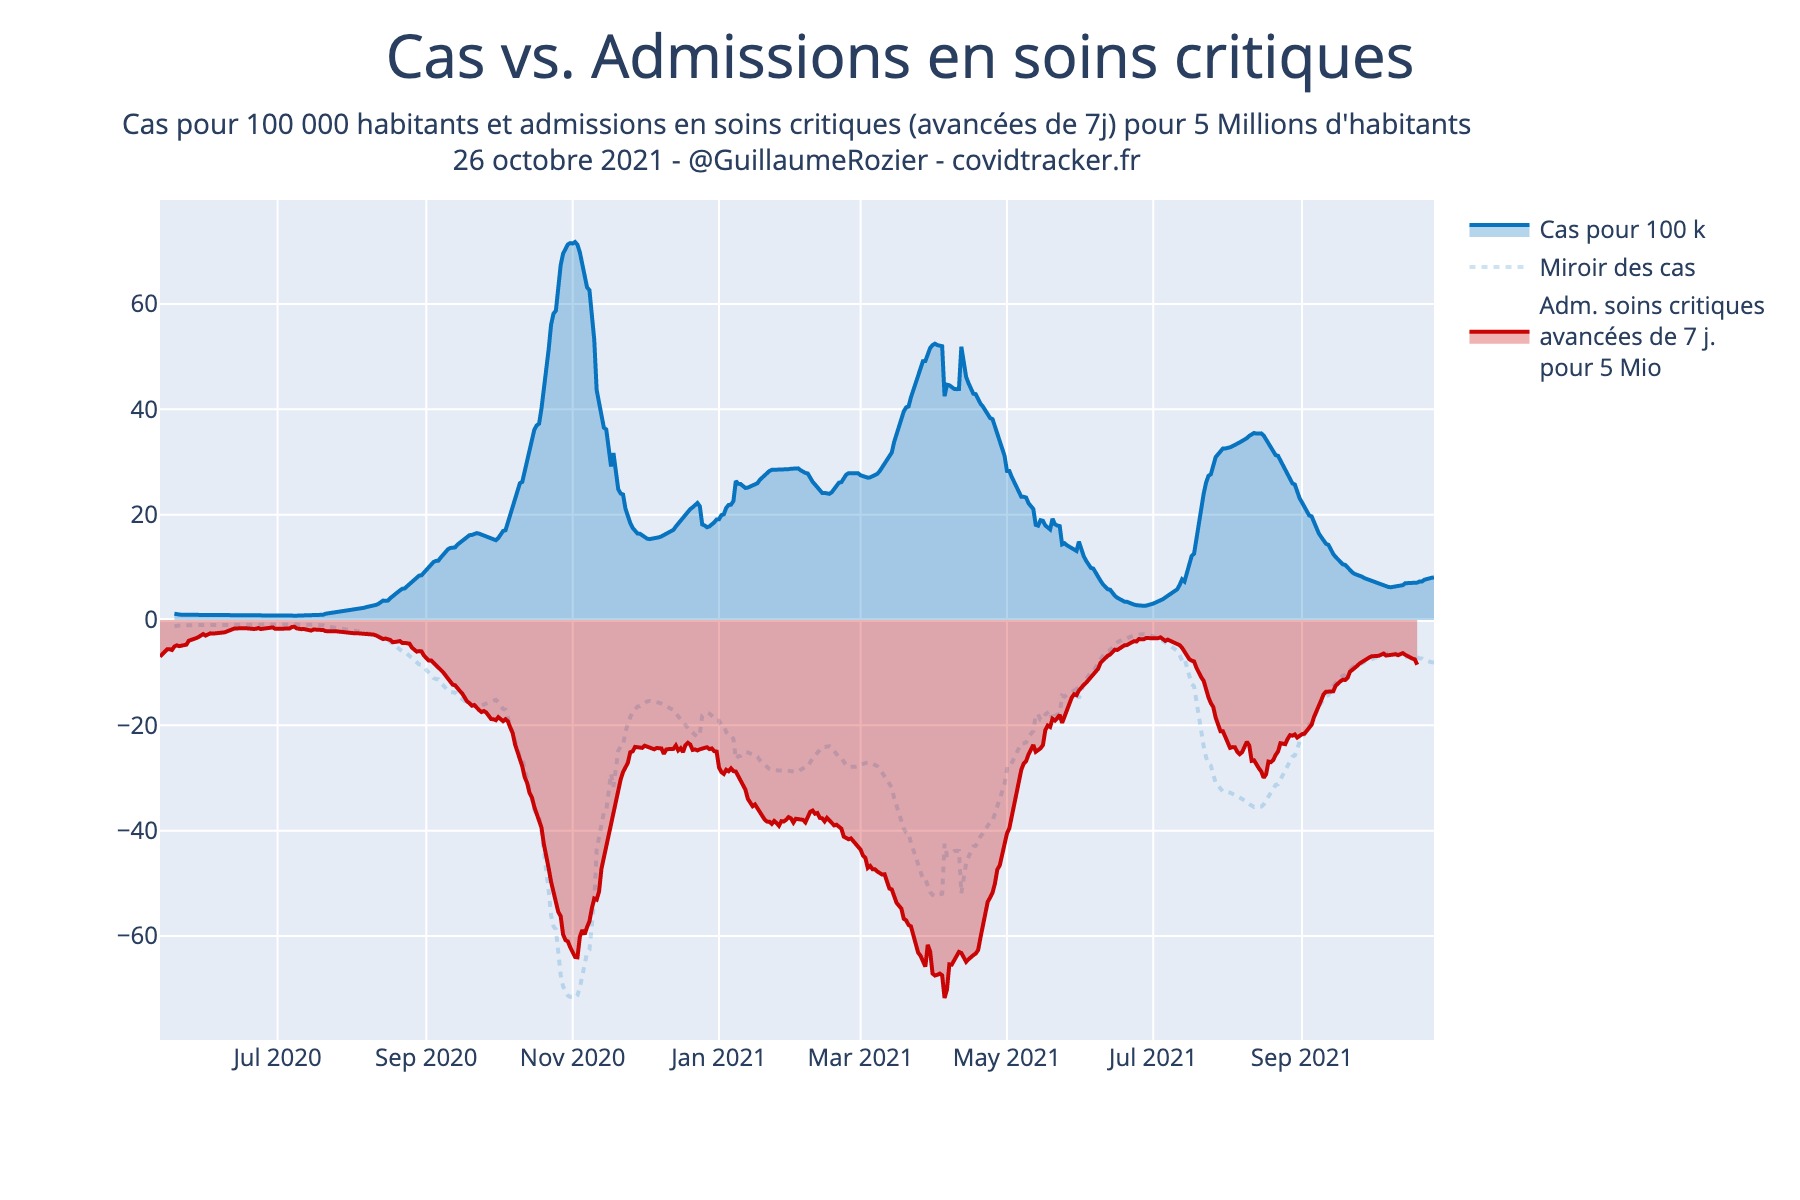 Cas vs. Admissions en soins critiques
Cas pour 100 000 habitants et admissions en soins critiques (avancées de 7j) pour 5 Millions d'habitants
26 octobre 2021 - @GuillaumeRozier - covidtracker.fr
Cas pour 100 k
Miroir des cas
Adm. soins critiques
avancées de 7 j.
pour 5 Mio
60
40
20
0
−20
−40
−60
Jul 2020
Sep 2020
Nov 2020
Jan 2021
Mar 2021
May 2021
Jul 2021
Sep 2021